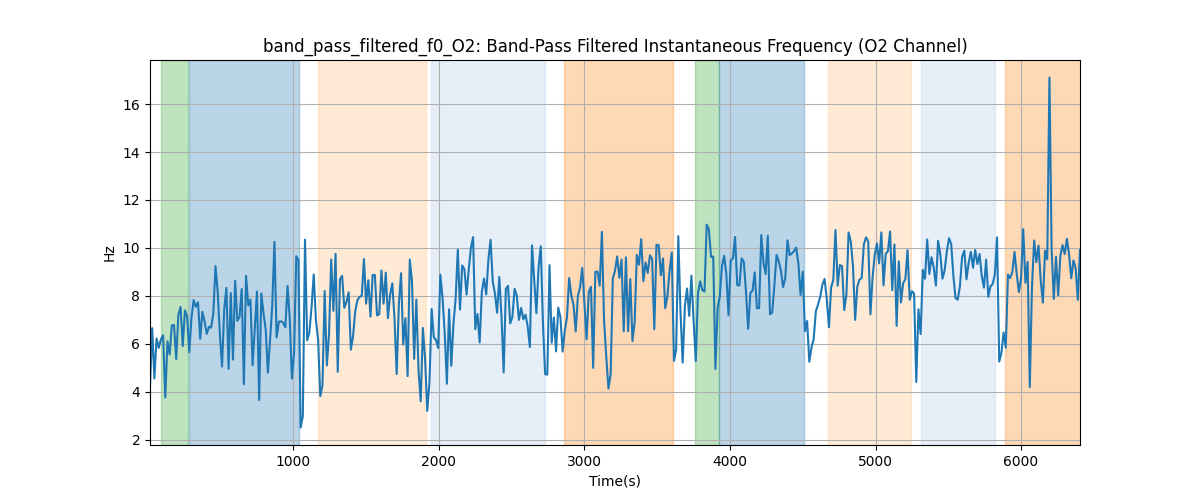 band_pass_filtered_f0_O2: Band-Pass Filtered Instantaneous Frequency (O2 Channel)
16
14
12
10
8
6
4
2
Hz
1000 2000 3000 4000 5000 6000
Time(s)